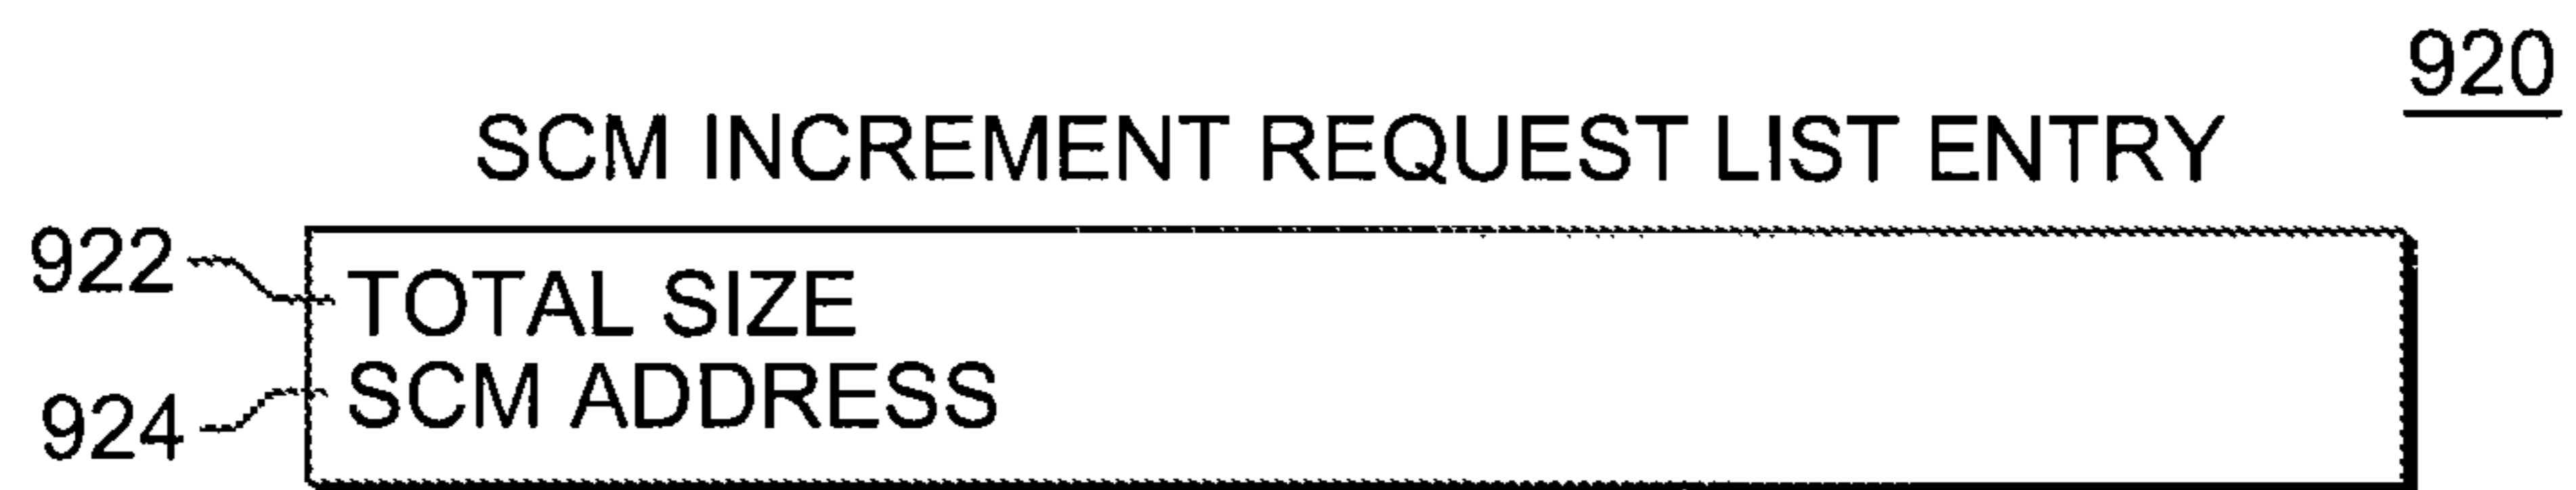 920
SCM INCREMENT REQUEST LIST ENTRY
922 TOTAL SIZE
924 SCM ADDRESS